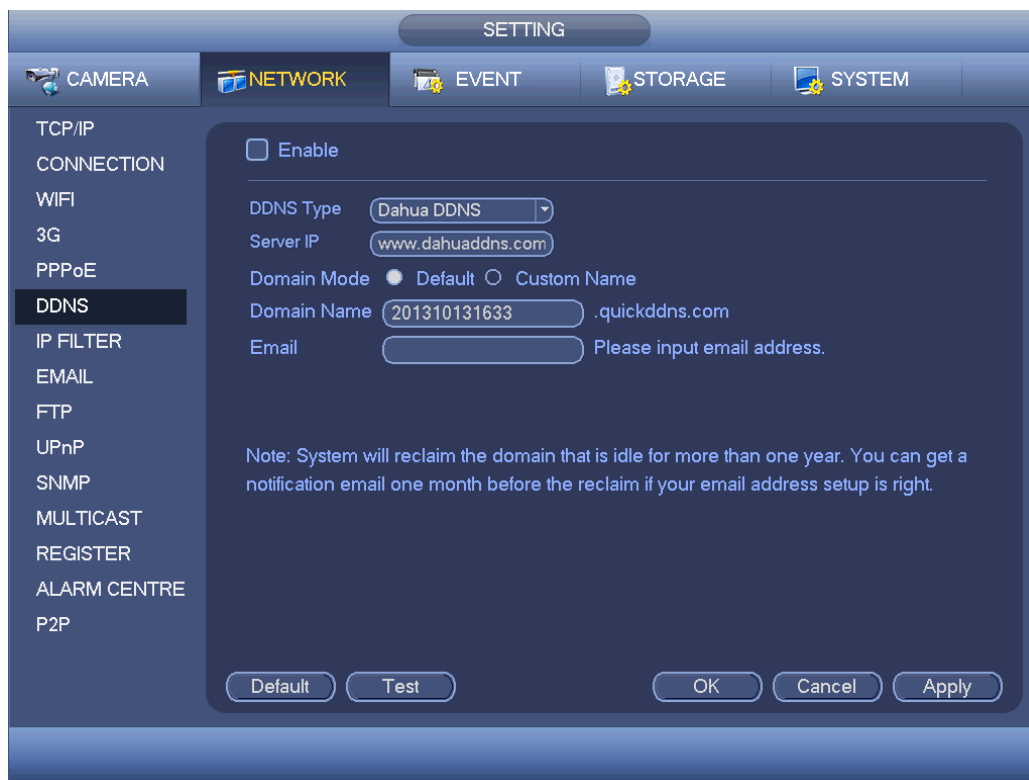 SETTING
CAMERA NETWORK EVENT STORAGE SYSTEM
TCP/IP
CONNECTION
WIFI
3G
PPPoE
DDNS
IP FILTER
EMAIL
FTP
UPnP
SNMP
MULTICAST
REGISTER
ALARM CENTRE
P2P
Enable
DDNS Type Dahua DDNS
Server IP www.dahuaddns.com
Domain Mode Default Custom Name
Domain Name 201310131633 .quickddns.com
Email Please input email address.
Note: System will reclaim the domain that is idle for more than one year. You can get a
notification email one month before the reclaim if your email address setup is right.
Default Test OK Cancel Apply